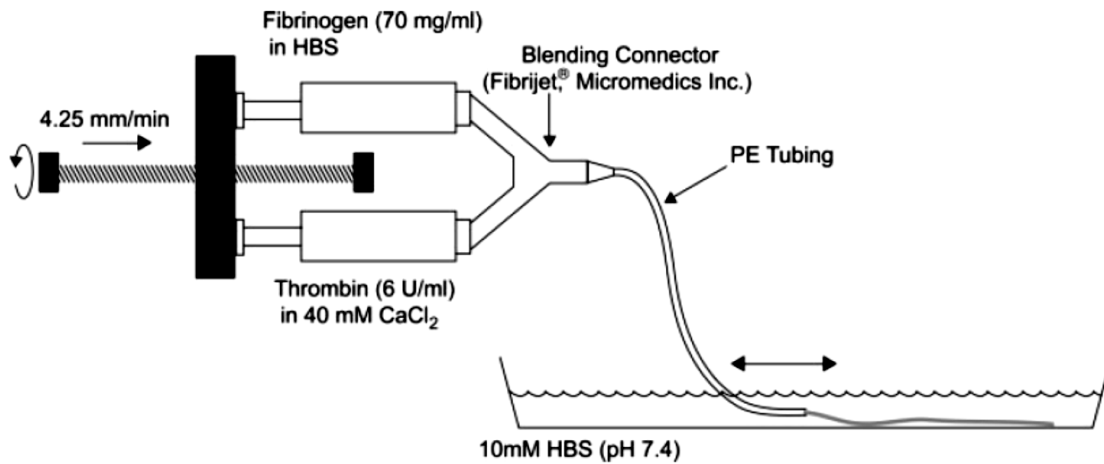 Fibrinogen (70 mg/ml)
in HBS
Blending Connector
(Fibrijet,® Micromedics Inc.)
4.25 mm/min
PE Tubing
Thrombin (6 U/ml)
in 40 mM CaCl₂
10mM HBS (pH 7.4)